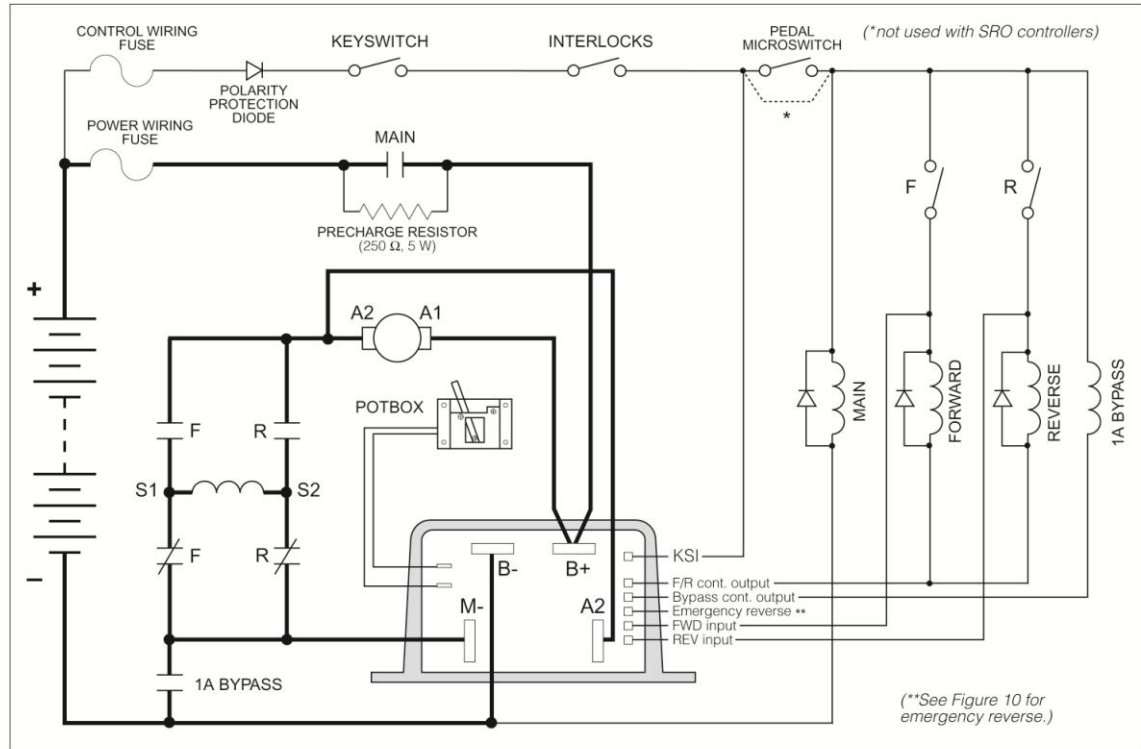 CONTROL WIRING
FUSE
KEYSWITCH
INTERLOCKS
PEDAL
MICROSWITCH
(*not used with SRO controllers)
POLARITY
PROTECTION
DIODE
*
POWER WIRING
FUSE
MAIN
PRECHARGE RESISTOR
(250 Ω, 5 W)
F
R
+
A2
A1
POTBOX
MAIN
FORWARD
REVERSE
1A BYPASS
F
R
S1
S2
F
R
–
B-
B+
KSI
F/R cont. output
Bypass cont. output
Emergency reverse **
FWD input
REV input
M-
A2
1A BYPASS
(**See Figure 10 for
emergency reverse.)